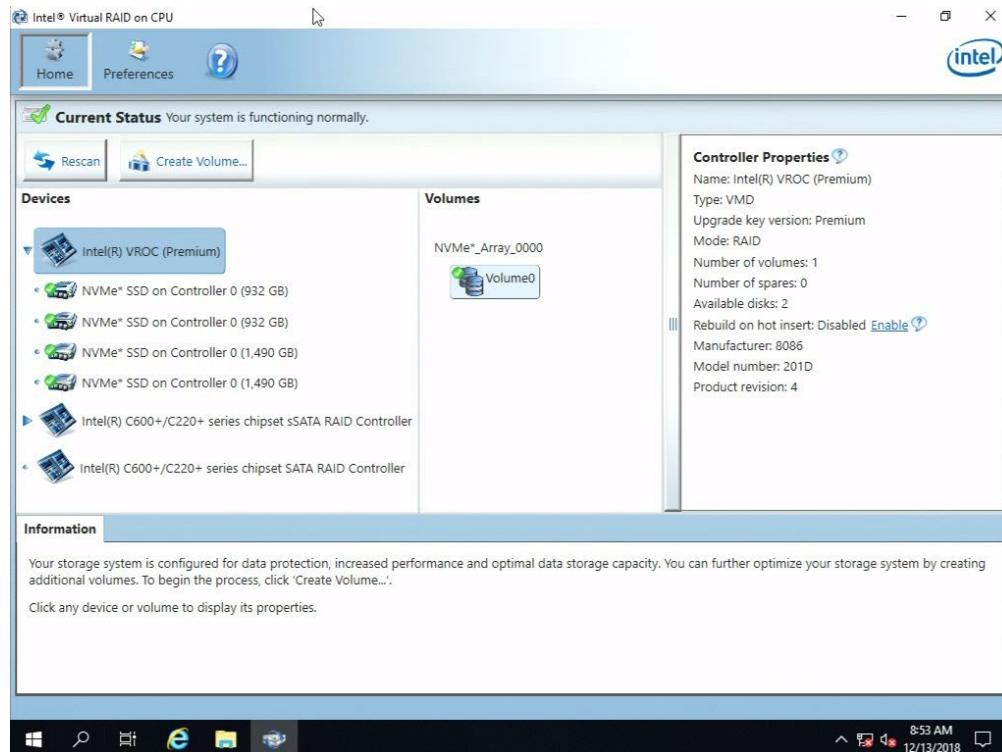 Intel® Virtual RAID on CPU
Home
Preferences
?
intel
Current Status Your system is functioning normally.
Rescan
Create Volume...
Devices
Intel(R) VROC (Premium)
NVMe* SSD on Controller 0 (932 GB)
NVMe* SSD on Controller 0 (932 GB)
NVMe* SSD on Controller 0 (1,490 GB)
NVMe* SSD on Controller 0 (1,490 GB)
Intel(R) C600+/C220+ series chipset sSATA RAID Controller
Intel(R) C600+/C220+ series chipset SATA RAID Controller
Volumes
NVMe*_Array_0000
Volume0
Controller Properties ?
Name: Intel(R) VROC (Premium)
Type: VMD
Upgrade key version: Premium
Mode: RAID
Number of volumes: 1
Number of spares: 0
Available disks: 2
Rebuild on hot insert: Disabled Enable ?
Manufacturer: 8086
Model number: 201D
Product revision: 4
Information
Your storage system is configured for data protection, increased performance and optimal data storage capacity. You can further optimize your storage system by creating
additional volumes. To begin the process, click 'Create Volume...'.
Click any device or volume to display its properties.
8:53 AM
12/13/2018